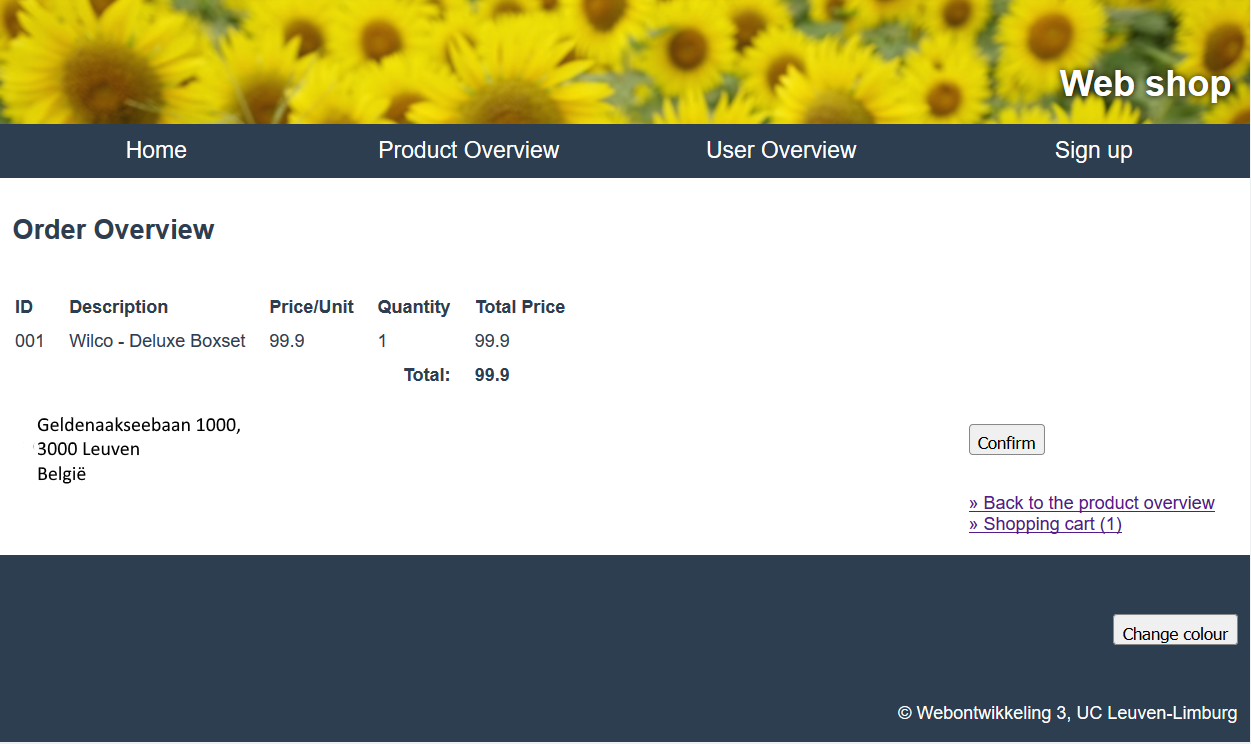 Web shop
Home Product Overview User Overview Sign up
Order Overview
ID Description Price/Unit Quantity Total Price
001 Wilco - Deluxe Boxset 99.9 1 99.9
Total: 99.9
Geldenaakseebaan 1000,
3000 Leuven
België
Confirm
» Back to the product overview
» Shopping cart (1)
Change colour
© Webontwikkeling 3, UC Leuven-Limburg